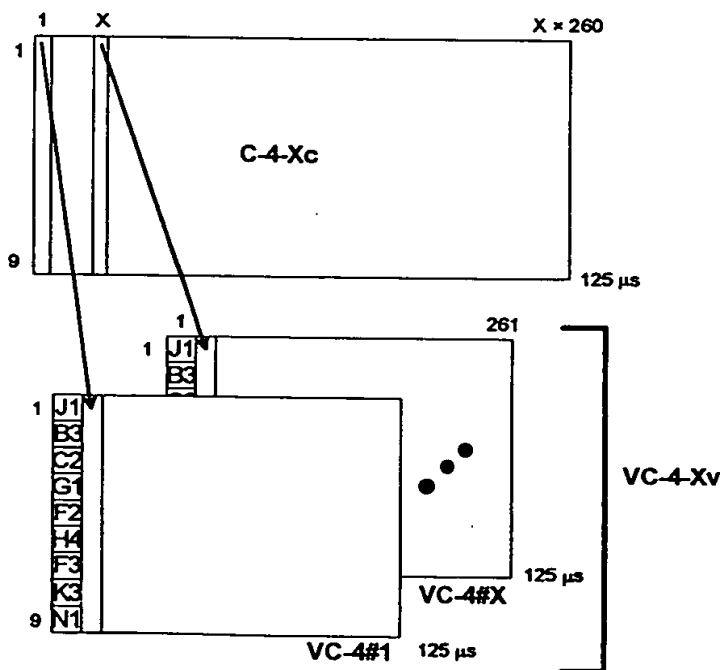 1 X X × 260
1
C-4-Xc
9
125 µs
1 261
1 J1
B3
1 J1
B3
C2
G1
F2
H4
F3
K3
9 N1
VC-4-Xv
125 µs
VC-4#X
VC-4#1 125 µs